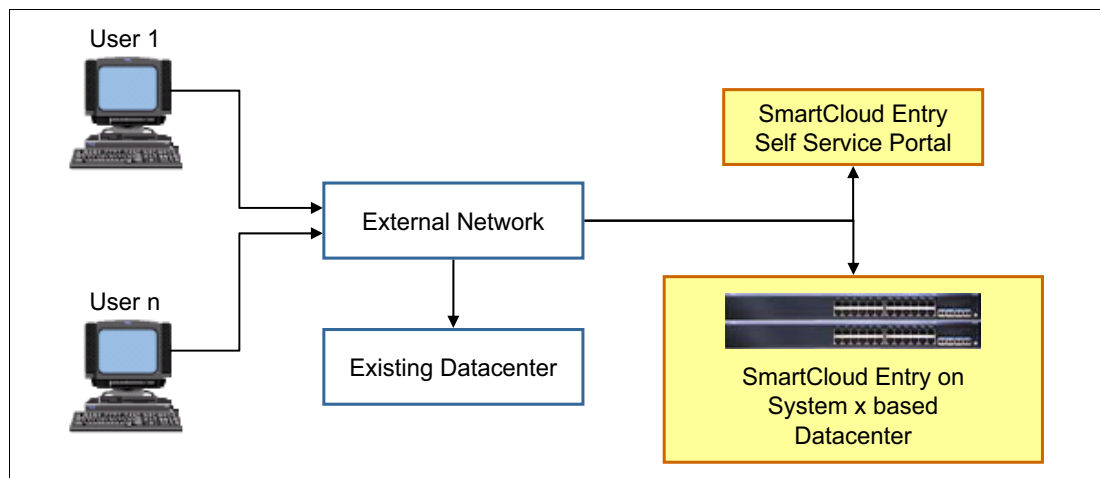 User 1
SmartCloud Entry
Self Service Portal
External Network
User n
Existing Datacenter
SmartCloud Entry on
System x based
Datacenter